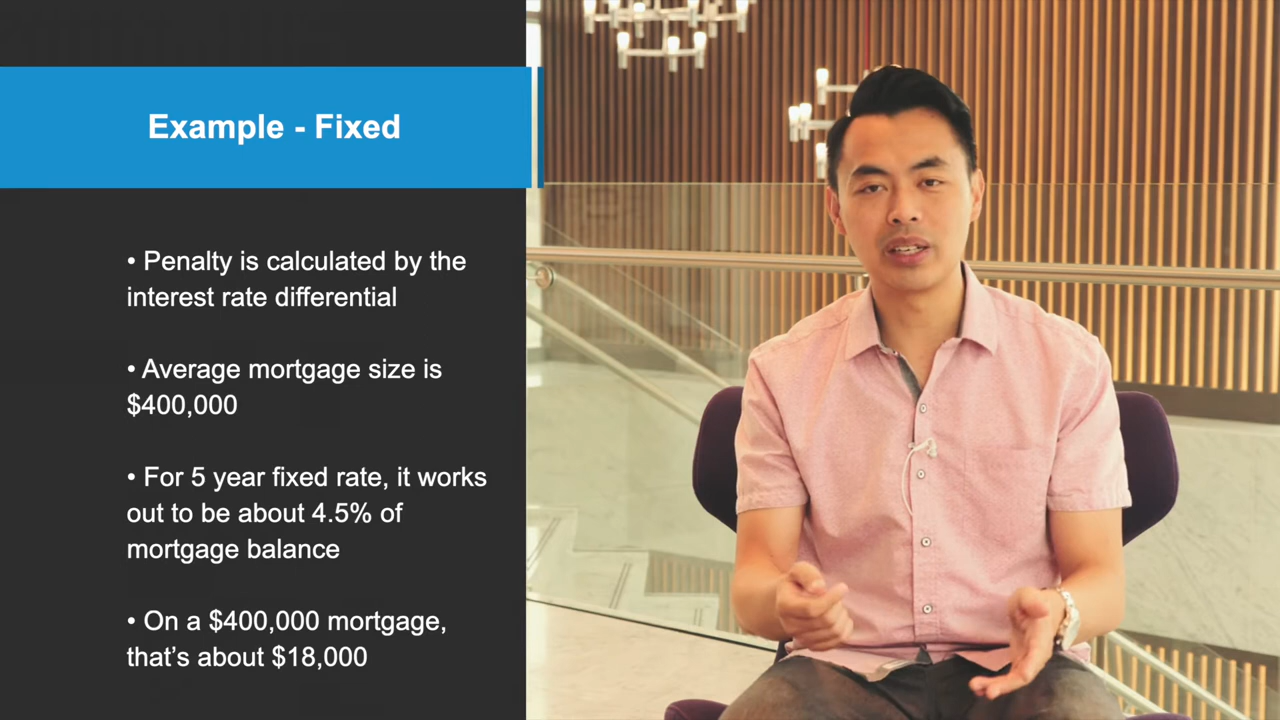 Example - Fixed
• Penalty is calculated by the
interest rate differential
• Average mortgage size is
$400,000
• For 5 year fixed rate, it works
out to be about 4.5% of
mortgage balance
• On a $400,000 mortgage,
that’s about $18,000